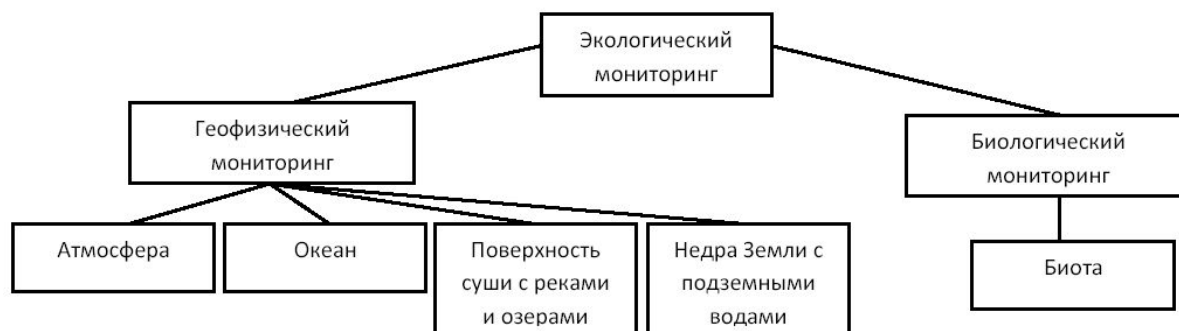 Экологический
мониторинг
Геофизический
мониторинг
Биологический
мониторинг
Атмосфера
Океан
Поверхность
суши с реками
и озерами
Недра Земли с
подземными
водами
Биота